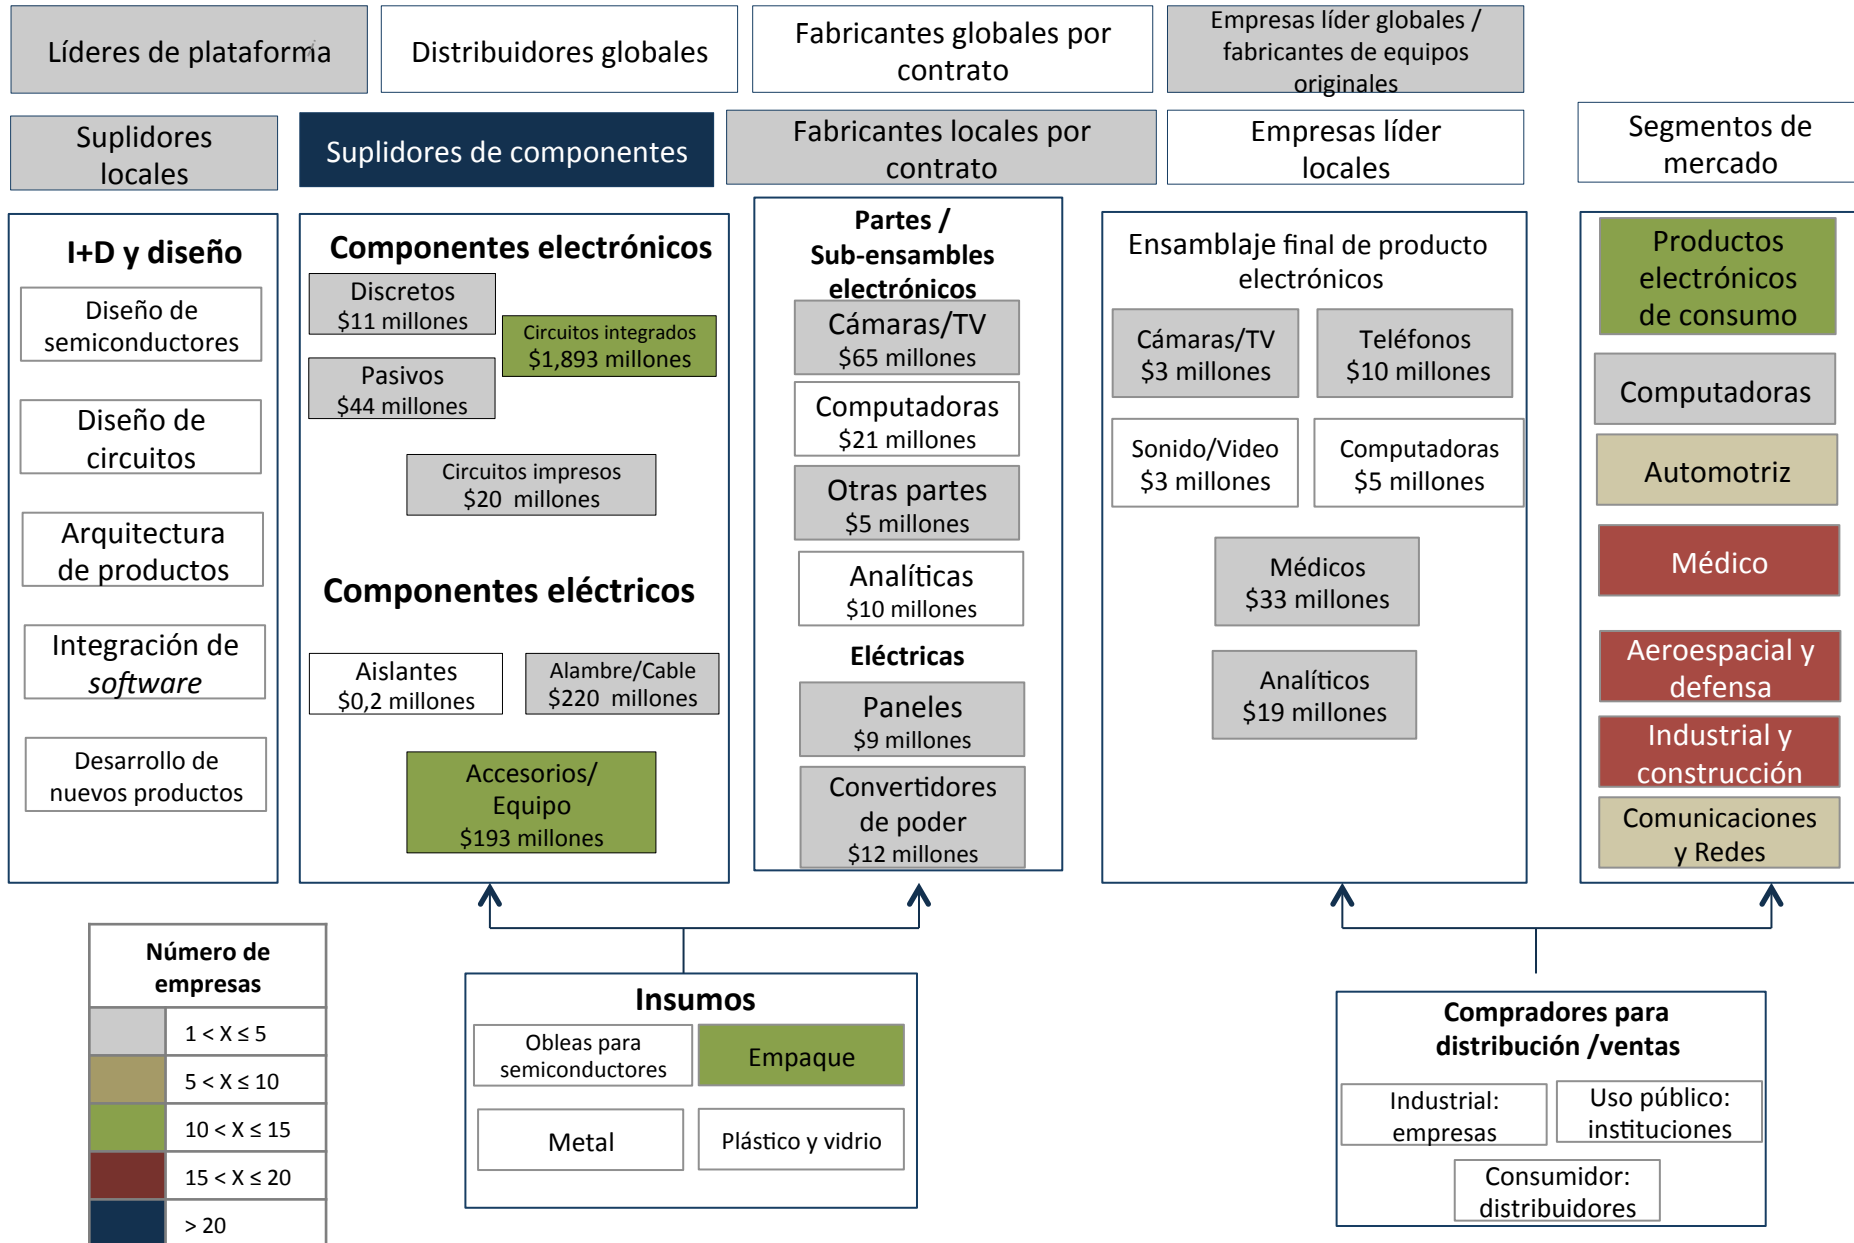 Líderes de plataforma
Distribuidores globales
Fabricantes globales por
contrato
Empresas líder globales /
fabricantes de equipos
originales
Suplidores
locales
Suplidores de componentes
Fabricantes locales por
contrato
Empresas líder
locales
Segmentos de
mercado
I+D y diseño
Diseño de
semiconductores
Diseño de
circuitos
Arquitectura
de productos
Integración de
software
Desarrollo de
nuevos productos
Componentes electrónicos
Discretos
$11 millones
Circuitos integrados
$1,893 millones
Pasivos
$44 millones
Circuitos impresos
$20 millones
Componentes eléctricos
Aislantes
$0,2 millones
Alambre/Cable
$220 millones
Accesorios/
Equipo
$193 millones
Partes /
Sub-ensambles
electrónicos
Cámaras/TV
$65 millones
Computadoras
$21 millones
Otras partes
$5 millones
Analíticas
$10 millones
Eléctricas
Paneles
$9 millones
Convertidores
de poder
$12 millones
Ensamblaje final de producto
electrónicos
Cámaras/TV
$3 millones
Teléfonos
$10 millones
Sonido/Video
$3 millones
Computadoras
$5 millones
Médicos
$33 millones
Analíticos
$19 millones
Productos
electrónicos
de consumo
Computadoras
Automotriz
Médico
Aeroespacial y
defensa
Industrial y
construcción
Comunicaciones
y Redes
Número de
empresas
1 < X ≤ 5
5 < X ≤ 10
10 < X ≤ 15
15 < X ≤ 20
> 20
Insumos
Obleas para
semiconductores
Empaque
Metal
Plástico y vidrio
Compradores para
distribución /ventas
Industrial:
empresas
Uso público:
instituciones
Consumidor:
distribuidores